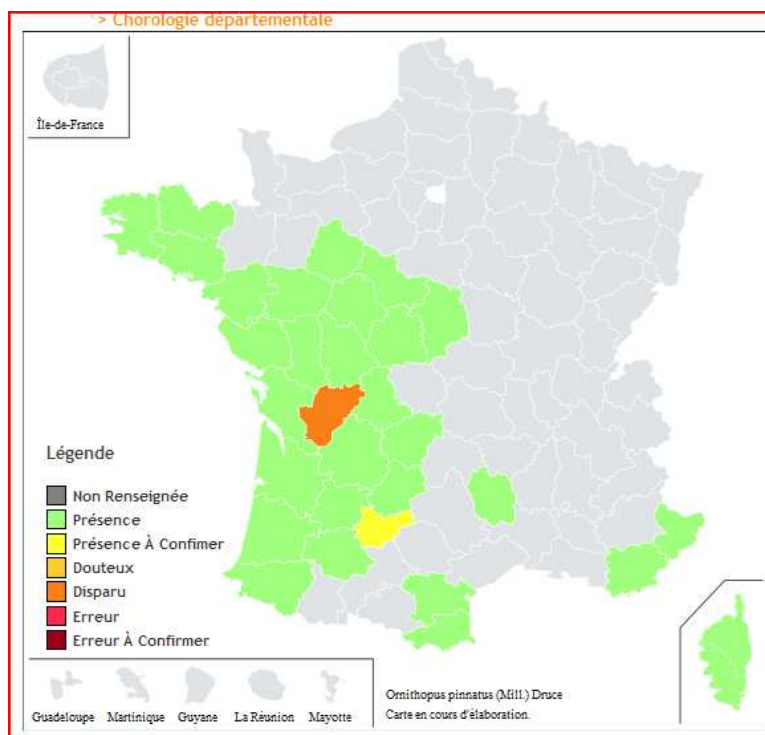 > Chorologie départementale
Île-de-France
Légende
Non Renseignée
Présence
Présence À Confimer
Douteux
Disparu
Erreur
Erreur À Confirmer
Guadeloupe Martinique Guyane La Réunion Mayotte
Ornithopus pinnatus (Mill.) Druce
Carte en cours d'élaboration.